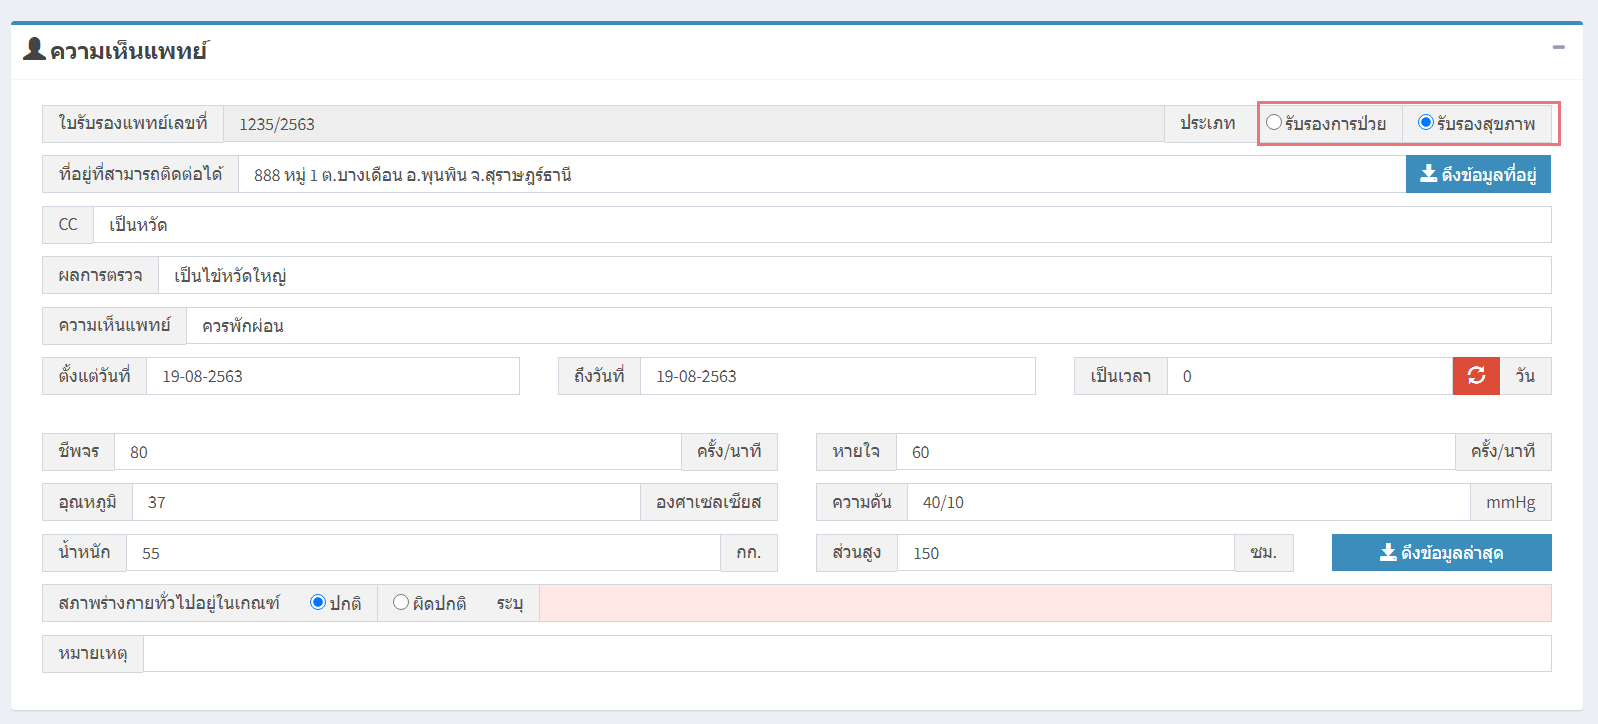 ความเห็นแพทย์
ใบรับรองแพทย์เลขที่ 1235/2563 ประเภท รับรองการป่วย รับรองสุขภาพ
ที่อยู่ที่สามารถติดต่อได้ 888 หมู่ 1 ต.บางเดือน อ.พุนพิน จ.สุราษฎร์ธานี ดึงข้อมูลที่อยู่
CC เป็นหวัด
ผลการตรวจ เป็นไข้หวัดใหญ่
ความเห็นแพทย์ ควรพักผ่อน
ตั้งแต่วันที่ 19-08-2563 ถึงวันที่ 19-08-2563 เป็นเวลา 0 วัน
ชีพจร 80 ครั้ง/นาที หายใจ 60 ครั้ง/นาที
อุณหภูมิ 37 องศาเซลเซียส ความดัน 40/10 mmHg
น้ำหนัก 55 กก. ส่วนสูง 150 ซม. ดึงข้อมูลล่าสุด
สภาพร่างกายทั่วไปอยู่ในเกณฑ์ ปกติ ผิดปกติ ระบุ
หมายเหตุ